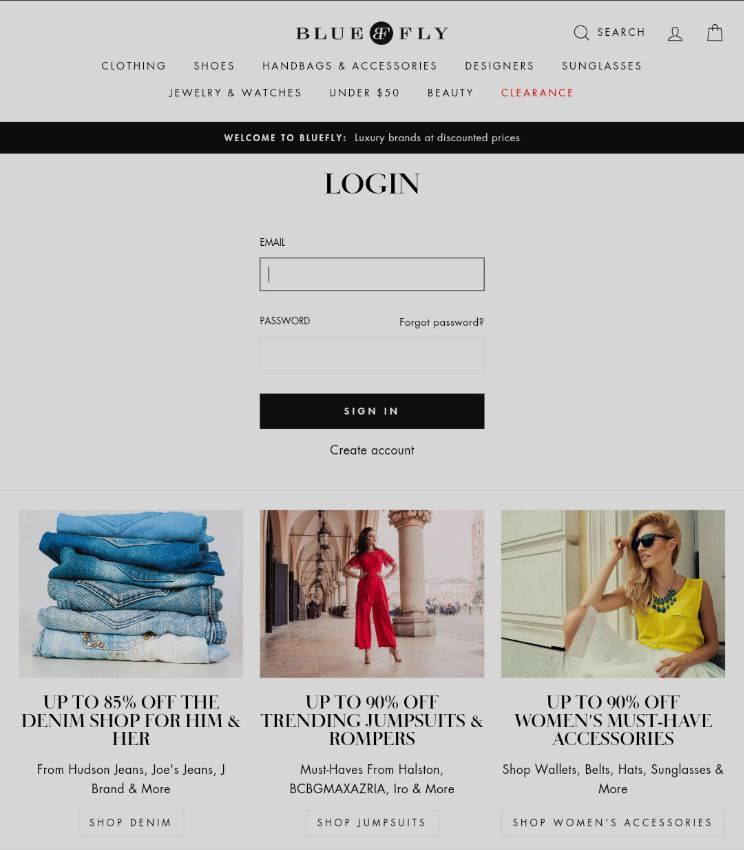 BLUE FLY
SEARCH
CLOTHING SHOES HANDBAGS & ACCESSORIES DESIGNERS SUNGLASSES
JEWELRY & WATCHES UNDER $50 BEAUTY CLEARANCE
WELCOME TO BLUEFLY: Luxury brands at discounted prices
LOGIN
EMAIL
PASSWORD Forgot password?
SIGN IN
Create account
UP TO 85% OFF THE
DENIM SHOP FOR HIM &
HER
From Hudson Jeans, Joe's Jeans, J
Brand & More
SHOP DENIM
UP TO 90% OFF
TRENDING JUMPSUITS &
ROMPERS
Must-Haves From Halston,
BCBGMAXAZRIA, Iro & More
SHOP JUMPSUITS
UP TO 90% OFF
WOMEN'S MUST-HAVE
ACCESSORIES
Shop Wallets, Belts, Hats, Sunglasses &
More
SHOP WOMEN'S ACCESSORIES